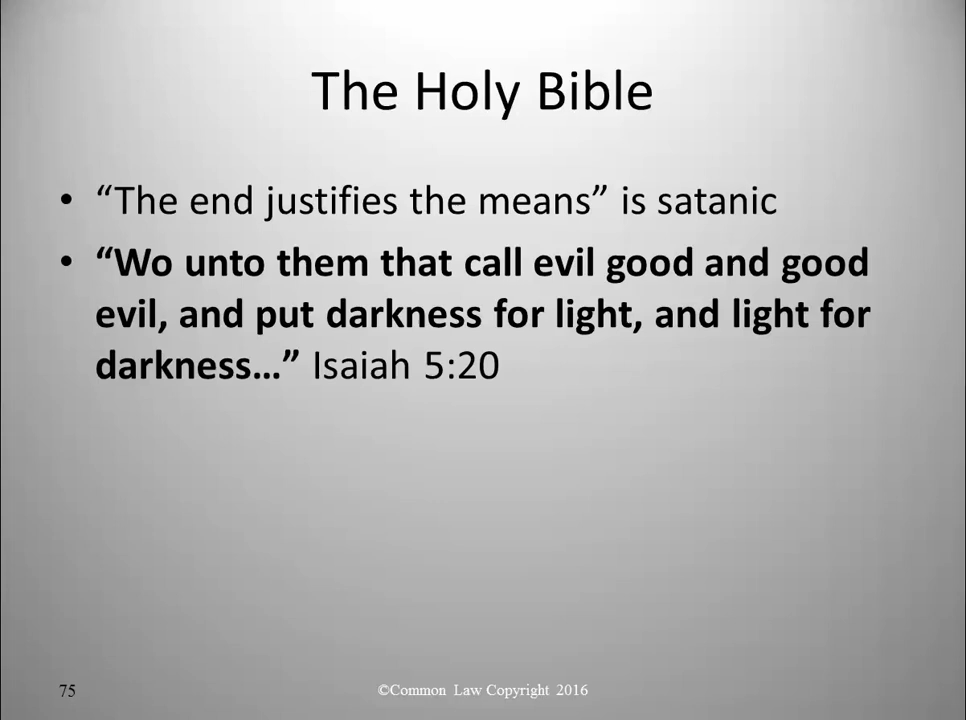 The Holy Bible
• “The end justifies the means” is satanic
• “Wo unto them that call evil good and good
evil, and put darkness for light, and light for
darkness…” Isaiah 5:20
75
©Common Law Copyright 2016